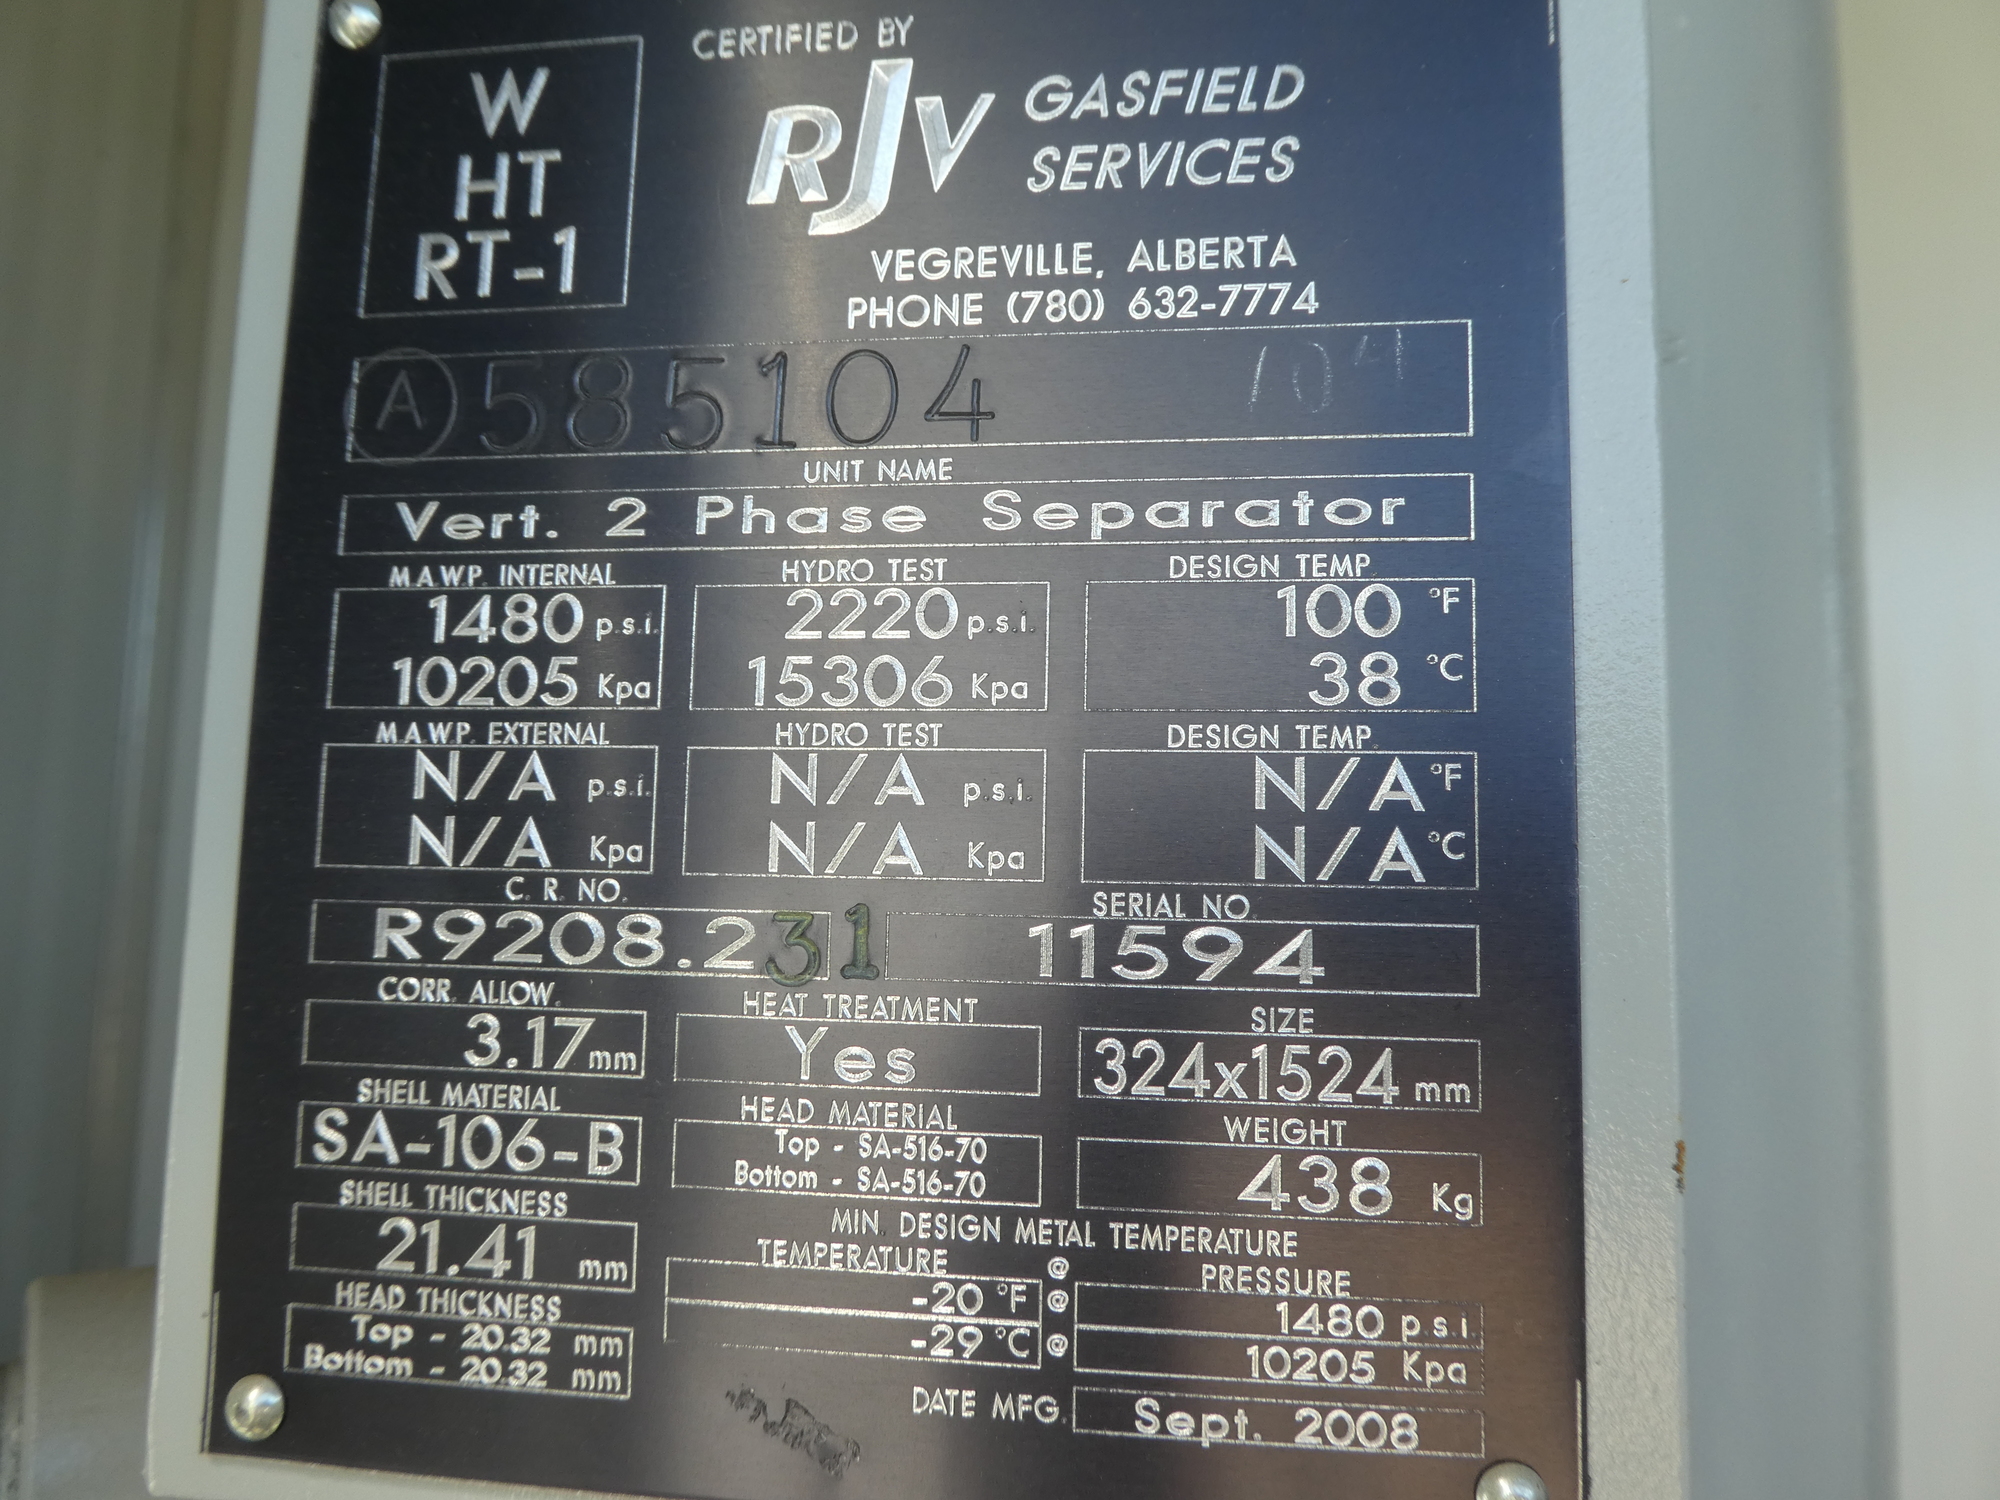 W
HT
RT-1
CERTIFIED BY
RJV GASFIELD
SERVICES
VEGREVILLE, ALBERTA
PHONE (780) 632-7774
A 585104 104
UNIT NAME
Vert. 2 Phase Separator
M.A.W.P. INTERNAL HYDRO TEST DESIGN TEMP.
1480 p.s.i. 2220 p.s.i. 100 °F
10205 Kpa 15306 Kpa 38 °C
M.A.W.P. EXTERNAL HYDRO TEST DESIGN TEMP.
N/A p.s.i. N/A p.s.i. N/A °F
N/A Kpa N/A Kpa N/A °C
C. R. NO. SERIAL NO.
R9208.231 11594
CORR. ALLOW. HEAT TREATMENT SIZE
3.17 mm Yes 324x1524 mm
SHELL MATERIAL HEAD MATERIAL WEIGHT
SA-106-B Top - SA-516-70 438 Kg
Bottom - SA-516-70
SHELL THICKNESS MIN. DESIGN METAL TEMPERATURE
21.41 mm TEMPERATURE @ PRESSURE
HEAD THICKNESS -20 °F @ 1480 p.s.i.
Top - 20.32 mm -29 °C @ 10205 Kpa
Bottom - 20.32 mm
DATE MFG. Sept. 2008